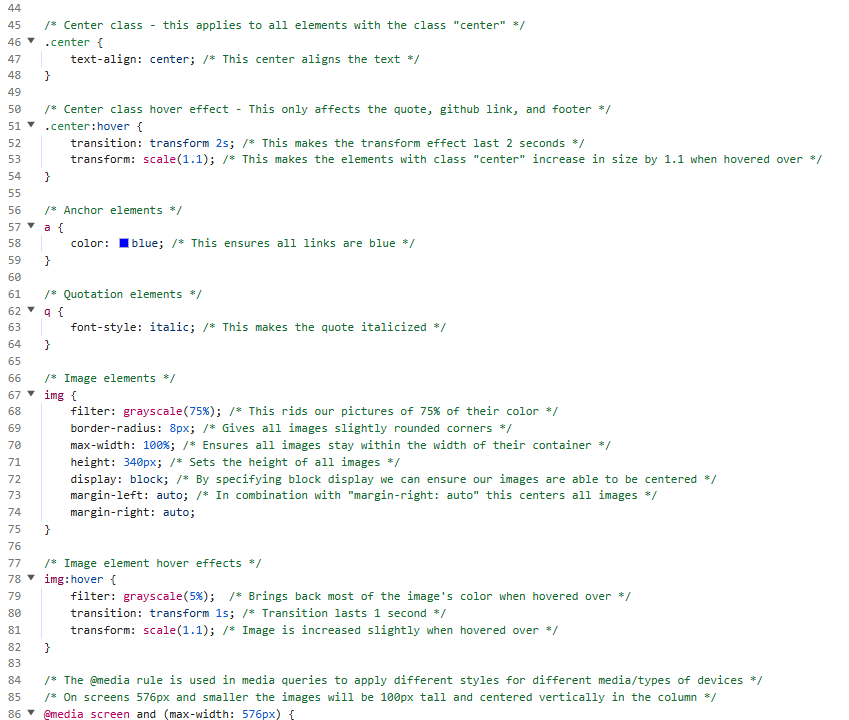 44
45 /* Center class - this applies to all elements with the class "center" */
46 .center {
47 text-align: center; /* This center aligns the text */
48 }
49
50 /* Center class hover effect - This only affects the quote, github link, and footer */
51 .center:hover {
52 transition: transform 2s; /* This makes the transform effect last 2 seconds */
53 transform: scale(1.1); /* This makes the elements with class "center" increase in size by 1.1 when hovered over */
54 }
55
56 /* Anchor elements */
57 a {
58 color: blue; /* This ensures all links are blue */
59 }
60
61 /* Quotation elements */
62 q {
63 font-style: italic; /* This makes the quote italicized */
64 }
65
66 /* Image elements */
67 img {
68 filter: grayscale(75%); /* This rids our pictures of 75% of their color */
69 border-radius: 8px; /* Gives all images slightly rounded corners */
70 max-width: 100%; /* Ensures all images stay within the width of their container */
71 height: 340px; /* Sets the height of all images */
72 display: block; /* By specifying block display we can ensure our images are able to be centered */
73 margin-left: auto; /* In combination with "margin-right: auto" this centers all images */
74 margin-right: auto;
75 }
76
77 /* Image element hover effects */
78 img:hover {
79 filter: grayscale(5%);  /* Brings back most of the image's color when hovered over */
80 transition: transform 1s; /* Transition lasts 1 second */
81 transform: scale(1.1); /* Image is increased slightly when hovered over */
82 }
83
84 /* The @media rule is used in media queries to apply different styles for different media/types of devices */
85 /* On screens 576px and smaller the images will be 100px tall and centered vertically in the column */
86 @media screen and (max-width: 576px) {